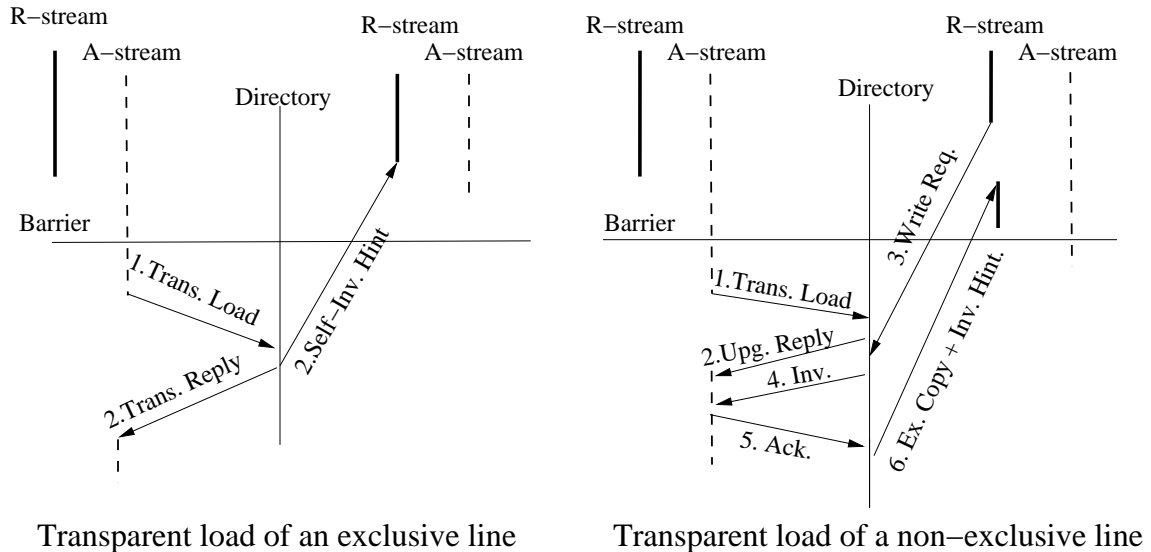 R−stream
A−stream
Directory
R−stream
A−stream
Barrier
1.Trans. Load
2.Trans. Reply
2.Self−Inv. Hint
Transparent load of an exclusive line
R−stream
A−stream
Directory
R−stream
A−stream
Barrier
1.Trans. Load
2.Upg. Reply
3.Write Req.
4. Inv.
5. Ack.
6. Ex. Copy + Inv. Hint.
Transparent load of a non−exclusive line